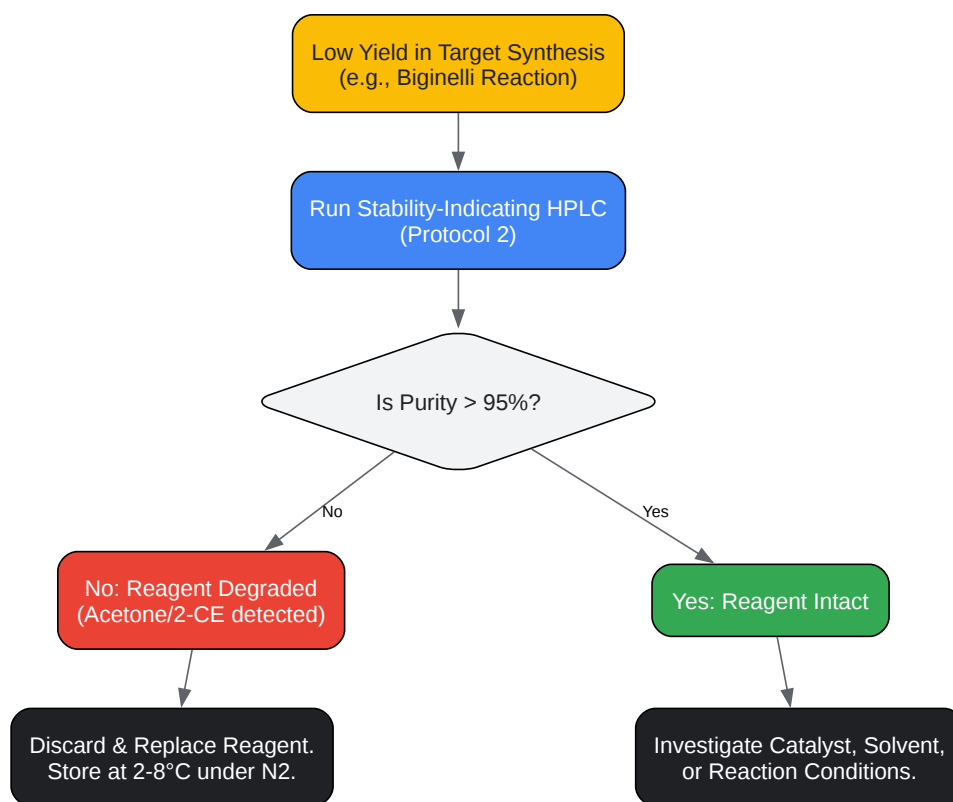 Low Yield in Target Synthesis
(e.g., Biginelli Reaction)
Run Stability-Indicating HPLC
(Protocol 2)
Is Purity > 95%?
No
Yes
No: Reagent Degraded
(Acetone/2-CE detected)
Yes: Reagent Intact
Discard & Replace Reagent.
Store at 2-8°C under N2.
Investigate Catalyst, Solvent,
or Reaction Conditions.